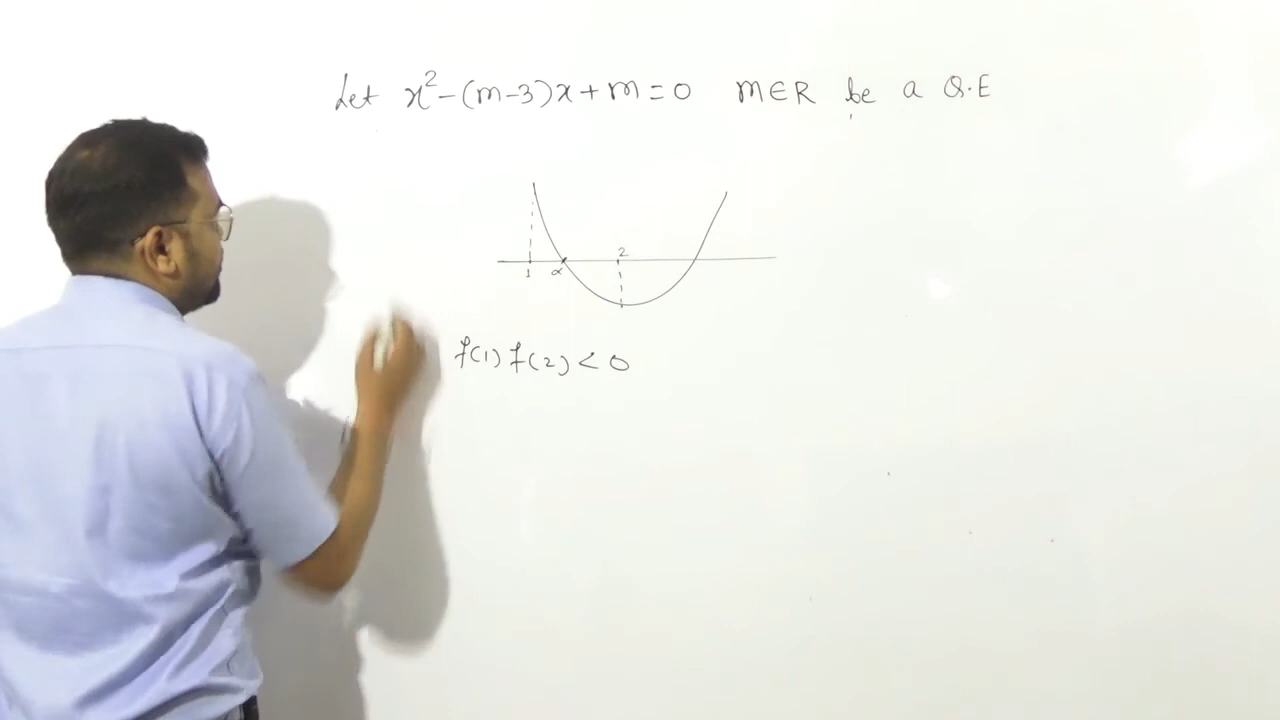 Let x² - (m-3)x + m = 0 m∈R be a Q.E
2
1 α
f(1) f(2) < 0